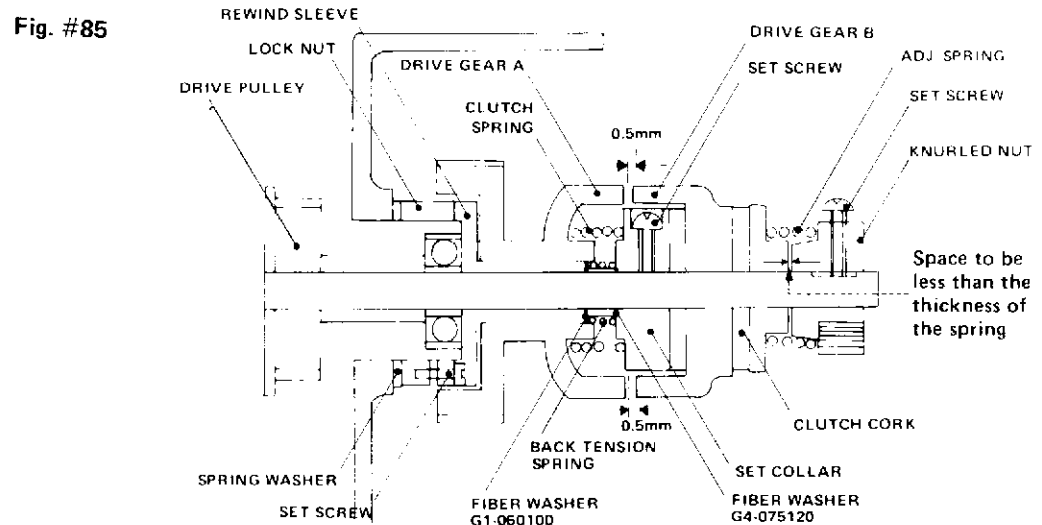 Fig. #85
REWIND SLEEVE
LOCK NUT
DRIVE PULLEY
DRIVE GEAR A
CLUTCH
SPRING
0.5mm
DRIVE GEAR B
SET SCREW
ADJ SPRING
SET SCREW
KNURLED NUT
Space to be
less than the
thickness of
the spring
0.5mm
CLUTCH CORK
BACK TENSION
SPRING
SET COLLAR
SPRING WASHER
SET SCREW
FIBER WASHER
G1-060100
FIBER WASHER
G4-075120